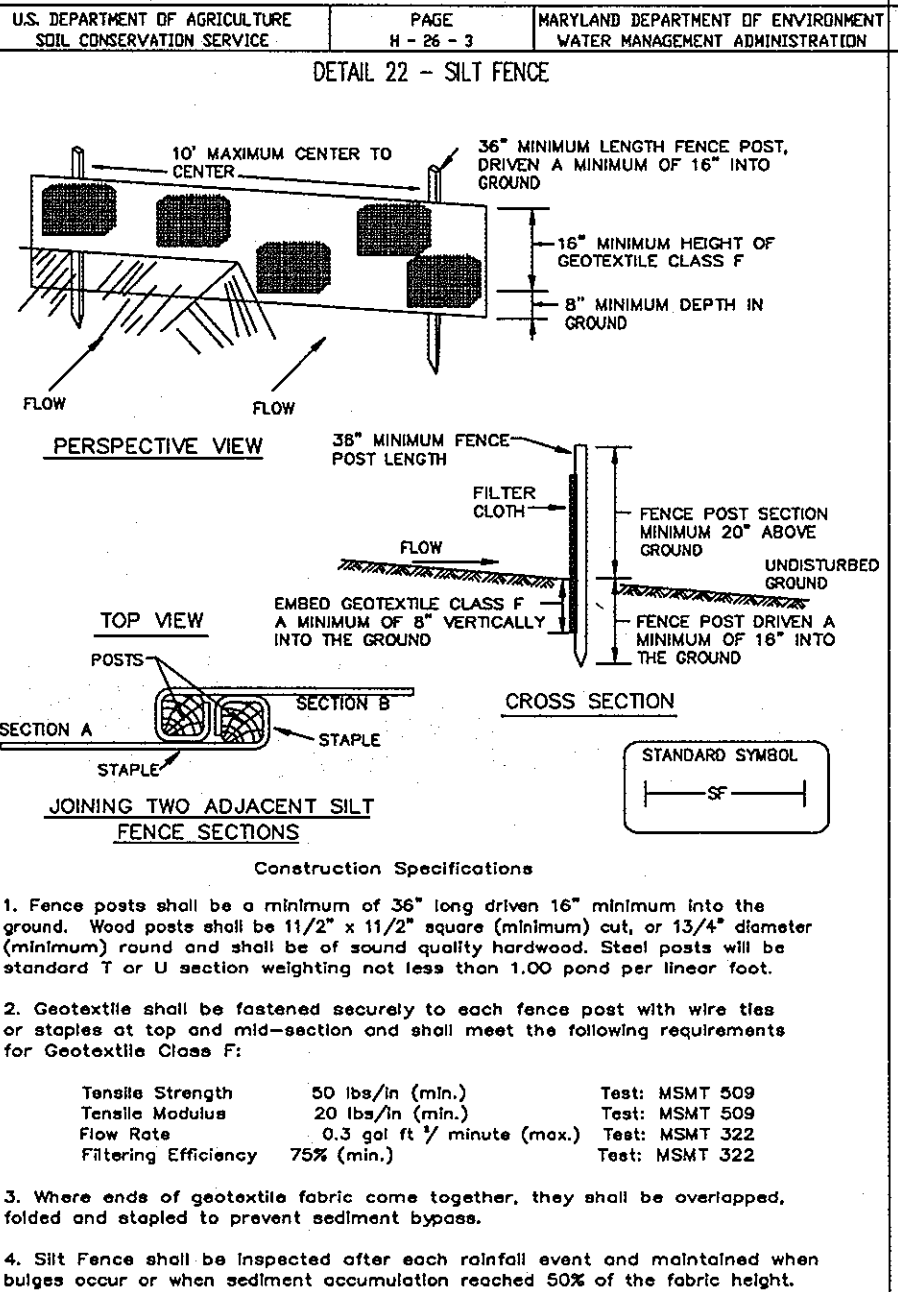 U.S. DEPARTMENT OF AGRICULTURE
SOIL CONSERVATION SERVICE
PAGE
H - 26 - 3
MARYLAND DEPARTMENT OF ENVIRONMENT
WATER MANAGEMENT ADMINISTRATION
DETAIL 22 - SILT FENCE
10' MAXIMUM CENTER TO
CENTER
36" MINIMUM LENGTH FENCE POST,
DRIVEN A MINIMUM OF 16" INTO
GROUND
16" MINIMUM HEIGHT OF
GEOTEXTILE CLASS F
8" MINIMUM DEPTH IN
GROUND
FLOW
FLOW
PERSPECTIVE VIEW
36" MINIMUM FENCE
POST LENGTH
FILTER
CLOTH
FLOW
FENCE POST SECTION
MINIMUM 20" ABOVE
GROUND
UNDISTURBED
GROUND
EMBED GEOTEXTILE CLASS F
A MINIMUM OF 8" VERTICALLY
INTO THE GROUND
FENCE POST DRIVEN A
MINIMUM OF 16" INTO
THE GROUND
CROSS SECTION
TOP VIEW
POSTS
SECTION A
SECTION B
STAPLE
STAPLE
JOINING TWO ADJACENT SILT
FENCE SECTIONS
STANDARD SYMBOL
SF
Construction Specifications
1. Fence posts shall be a minimum of 36" long driven 16" minimum into the
ground. Wood posts shall be 11/2" x 11/2" square (minimum) cut, or 13/4" diameter
(minimum) round and shall be of sound quality hardwood. Steel posts will be
standard T or U section weighting not less than 1.00 pond per linear foot.
2. Geotextile shall be fastened securely to each fence post with wire ties
or staples at top and mid-section and shall meet the following requirements
for Geotextile Class F:
Tensile Strength 50 lbs/in (min.) Test: MSMT 509
Tensile Modulus 20 lbs/in (min.) Test: MSMT 509
Flow Rate 0.3 gal ft ²/ minute (max.) Test: MSMT 322
Filtering Efficiency 75% (min.) Test: MSMT 322
3. Where ends of geotextile fabric come together, they shall be overlapped,
folded and stapled to prevent sediment bypass.
4. Silt Fence shall be inspected after each rainfall event and maintained when
bulges occur or when sediment accumulation reached 50% of the fabric height.